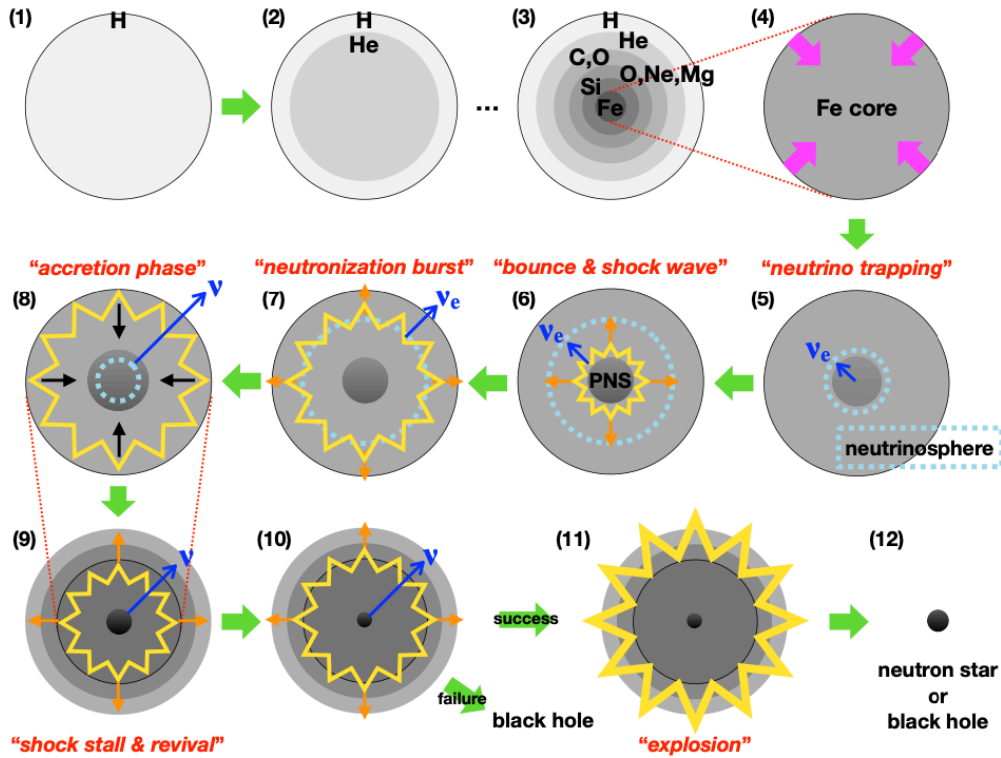 (1)
H
(2)
H
He
...
(3)
H
He
C,O
O,Ne,Mg
Si
Fe
(4)
Fe core
“accretion phase”
“neutronization burst”
“bounce & shock wave”
“neutrino trapping”
(8)
ν
(7)
νe
(6)
νe
PNS
(5)
νe
neutrinosphere
(9)
ν
(10)
ν
success
failure
black hole
(11)
(12)
neutron star
or
black hole
“shock stall & revival”
“explosion”